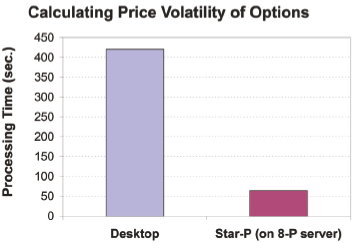 Calculating Price Volatility of Options
Processing Time (sec.)
450
400
350
300
250
200
150
100
50
0
Desktop
Star-P (on 8-P server)